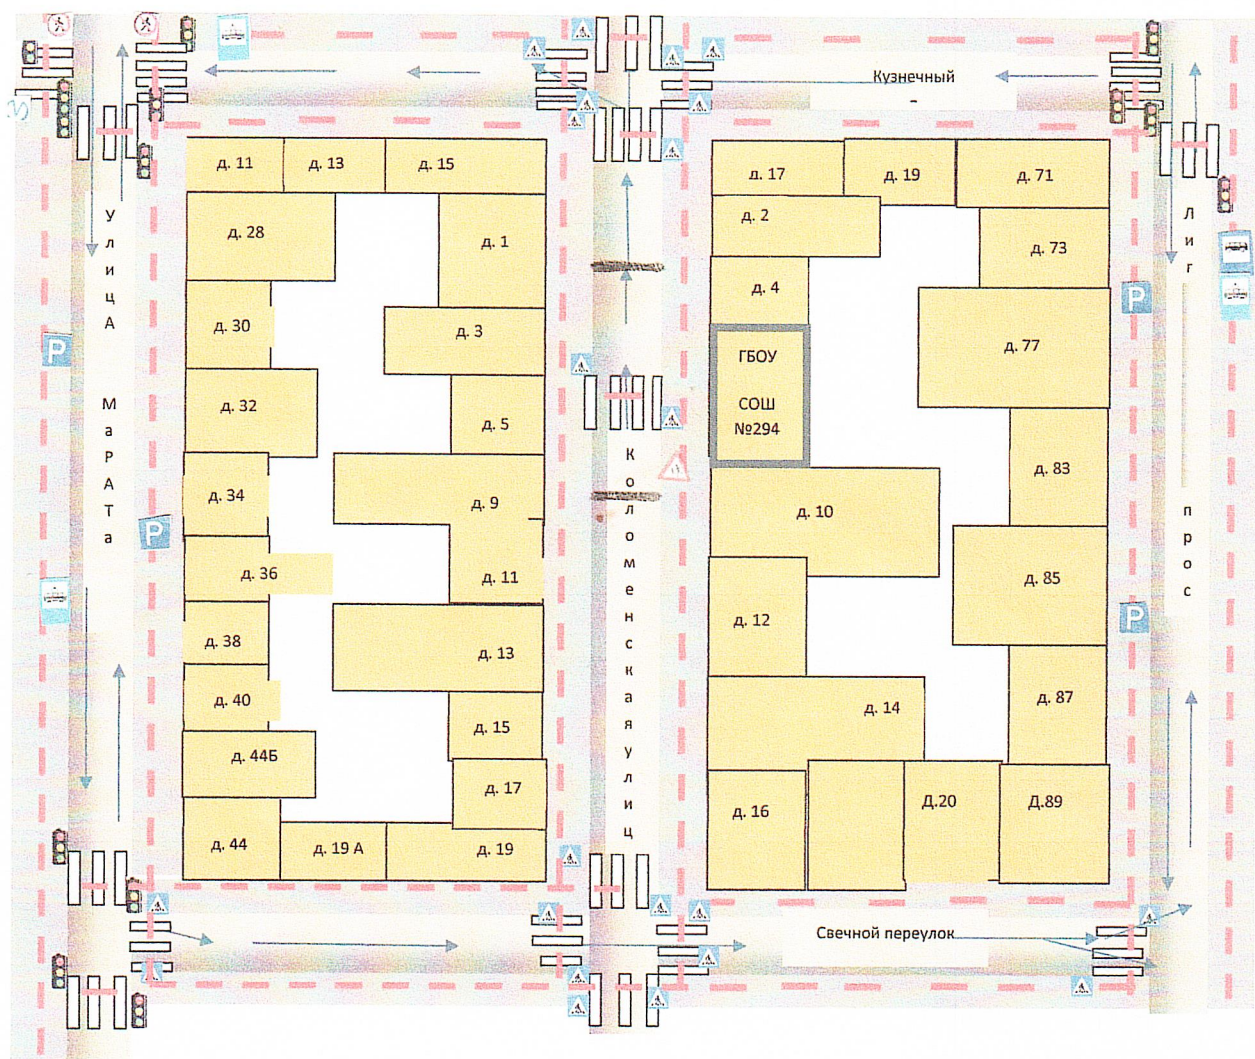 Кузнечный
-
д. 11
д. 13
д. 15
д. 17
д. 19
д. 71
д. 28
д. 1
д. 2
д. 73
УлицА МаРАТа
Лиг прос
д. 4
д. 30
д. 3
д. 77
ГБОУ
СОШ
№294
д. 32
д. 5
д. 83
КоломенскаяулиЦ
д. 34
д. 9
д. 10
д. 36
д. 11
д. 85
д. 38
д. 13
д. 12
д. 40
д. 15
д. 14
д. 87
д. 44Б
д. 17
д. 16
Д.20
Д.89
д. 44
д. 19 А
д. 19
Свечной переулок
P
P
P
P